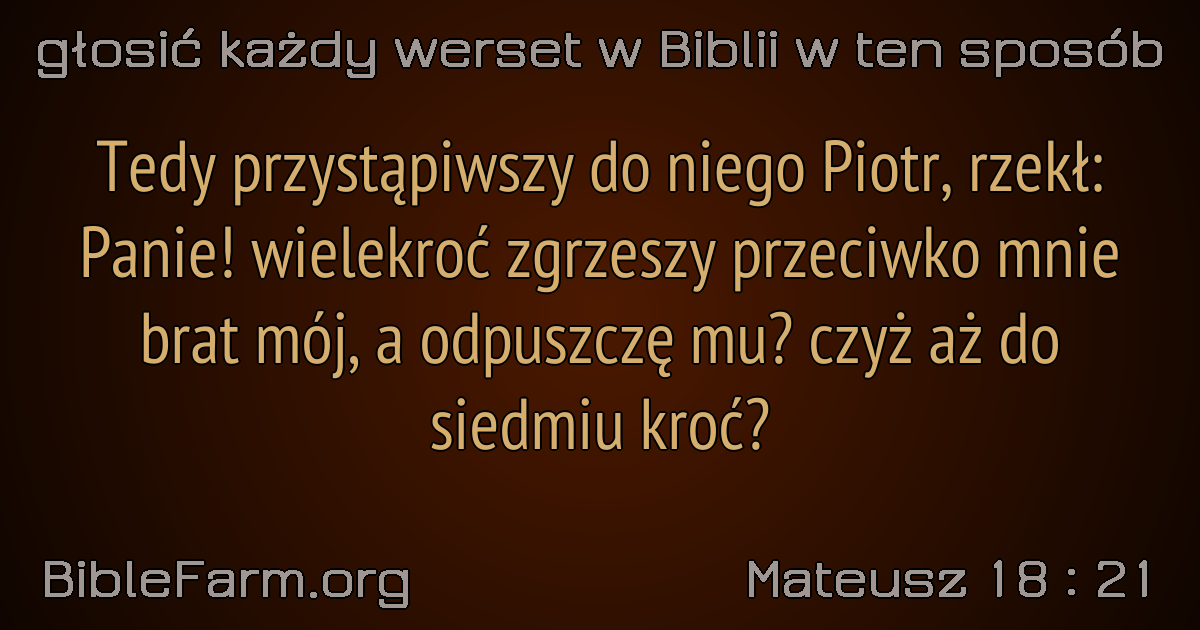 głosić każdy werset w Biblii w ten sposób
Tedy przystąpiwszy do niego Piotr, rzekł:
Panie! wielekroć zgrzeszy przeciwko mnie
brat mój, a odpuszczę mu? czyż aż do
siedmiu kroć?
BibleFarm.org
Mateusz 18 : 21